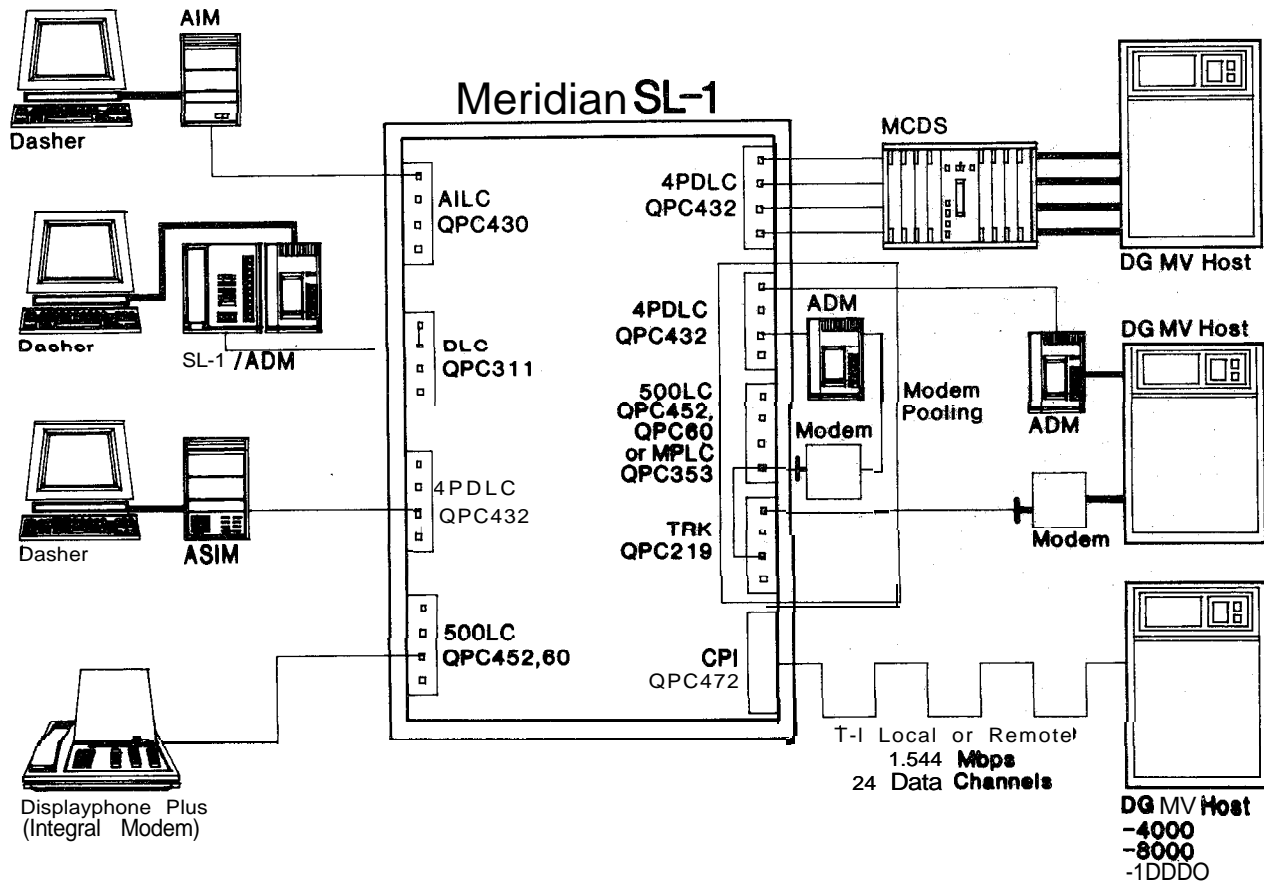 AIM
Dasher
Meridian SL-1
AILC
QPC430
4PDLC
QPC432
MCDS
DG MV Host
Dasher
SL-1 /ADM
DLC
QPC311
4PDLC
QPC432
ADM
Modem
Pooling
500LC
QPC452,
QPC60
or MPLC
QPC353
Modem
ADM
DG MV Host
Dasher
ASIM
4PDLC
QPC432
TRK
QPC219
Modem
500LC
QPC452,60
CPI
QPC472
T-I Local or Remote
1.544 Mbps
24 Data Channels
Displayphone Plus
(Integral Modem)
DG MV Host
-4000
-8000
-1DDDO